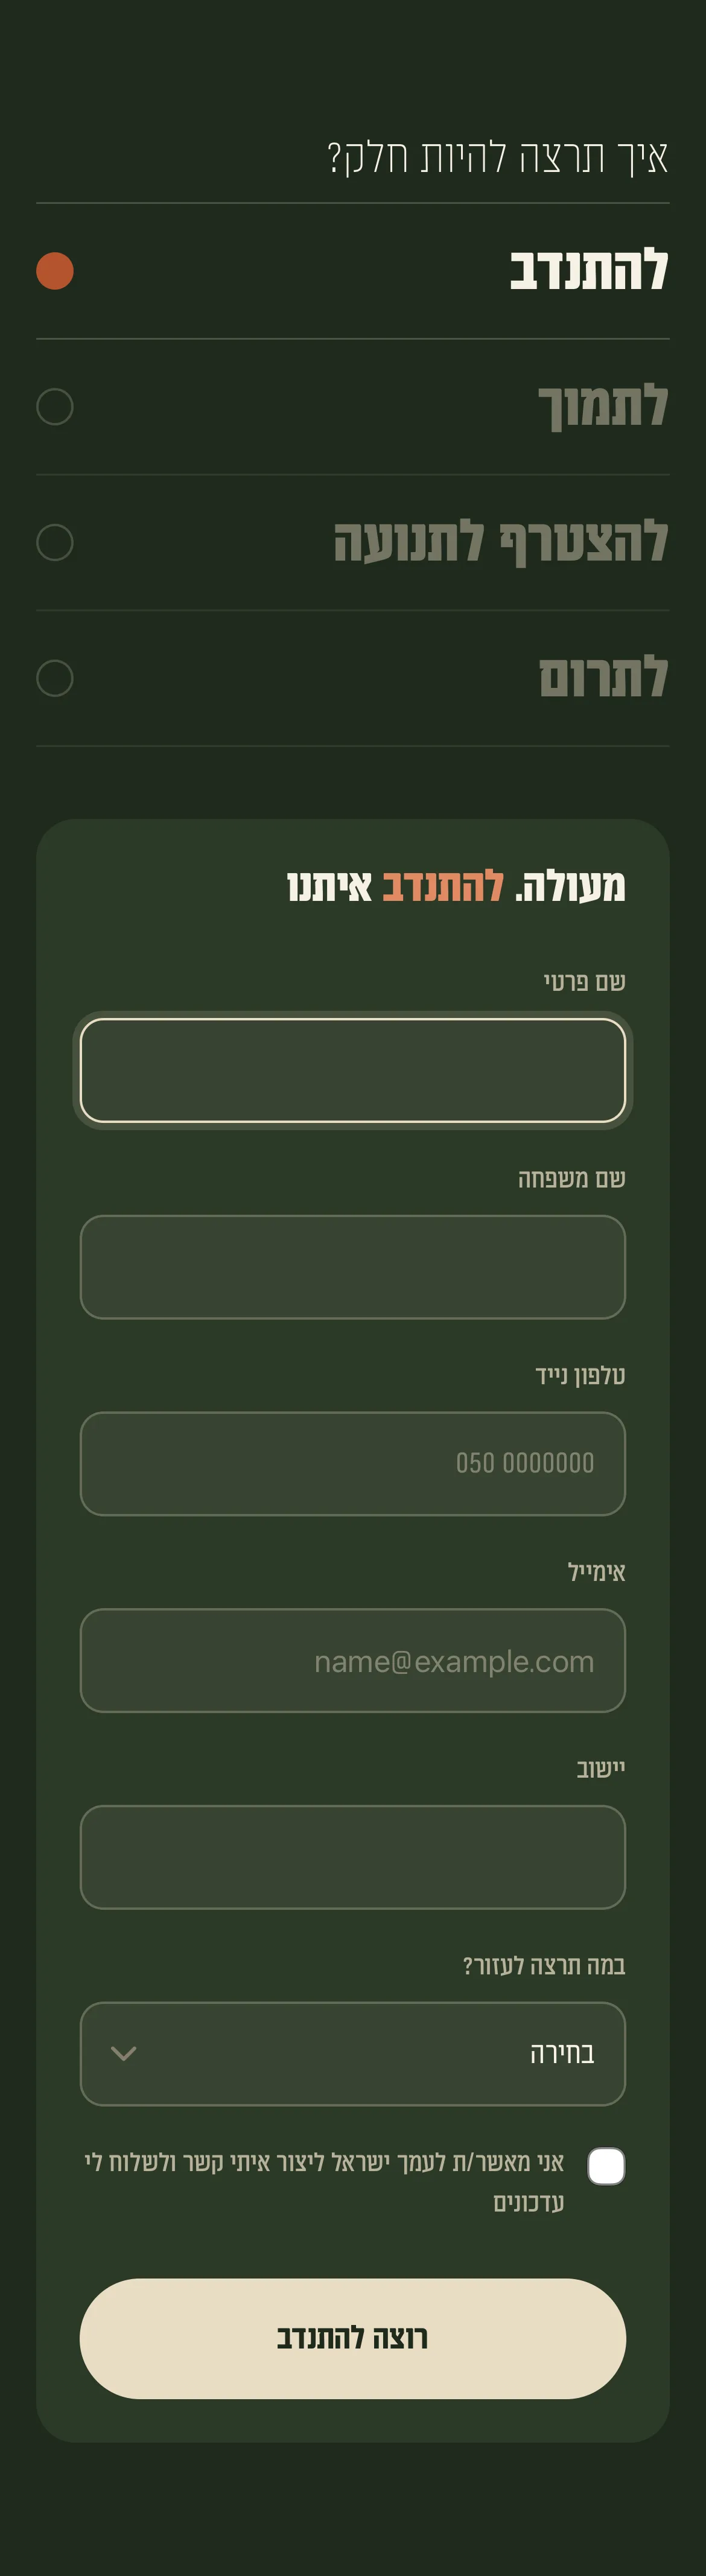 איך תרצה להיות חלק?
להתנדב
לתמוך
להצטרף לתנועה
לתרום
מעולה. להתנדב איתנו
שם פרטי
שם משפחה
טלפון נייד
050 0000000
אימייל
name@example.com
יישוב
במה תרצה לעזור?
בחירה
אני מאשר/ת לעמך ישראל ליצור איתי קשר ולשלוח לי
עדכונים
רוצה להתנדב